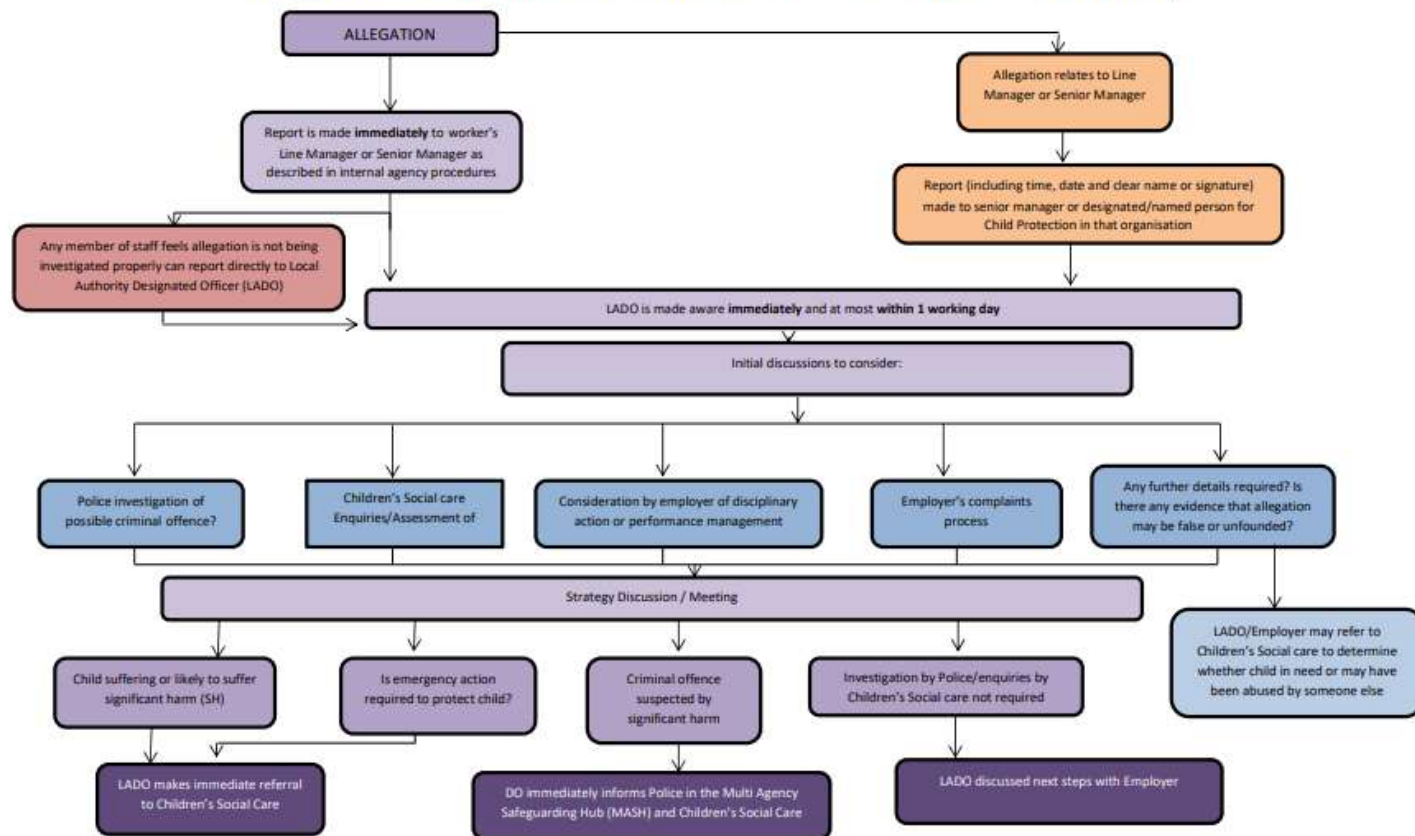 ALLEGATION
Allegation relates to Line
Manager or Senior Manager
Report is made immediately to worker's
Line Manager or Senior Manager as
described in internal agency procedures
Report (including time, date and clear name or signature)
made to senior manager or designated/named person for
Child Protection in that organisation
Any member of staff feels allegation is not being
investigated properly can report directly to Local
Authority Designated Officer (LADO)
LADO is made aware immediately and at most within 1 working day
Initial discussions to consider:
Police investigation of
possible criminal offence?
Children's Social care
Enquiries/Assessment of
Consideration by employer of disciplinary
action or performance management
Employer's complaints
process
Any further details required? Is
there any evidence that allegation
may be false or unfounded?
Strategy Discussion / Meeting
LADO/Employer may refer to
Children's Social care to determine
whether child in need or may have
been abused by someone else
Child suffering or likely to suffer
significant harm (SH)
Is emergency action
required to protect child?
Criminal offence
suspected by
significant harm
Investigation by Police/enquiries by
Children's Social care not required
LADO makes immediate referral
to Children's Social Care
DO immediately informs Police in the Multi Agency
Safeguarding Hub (MASH) and Children's Social Care
LADO discussed next steps with Employer